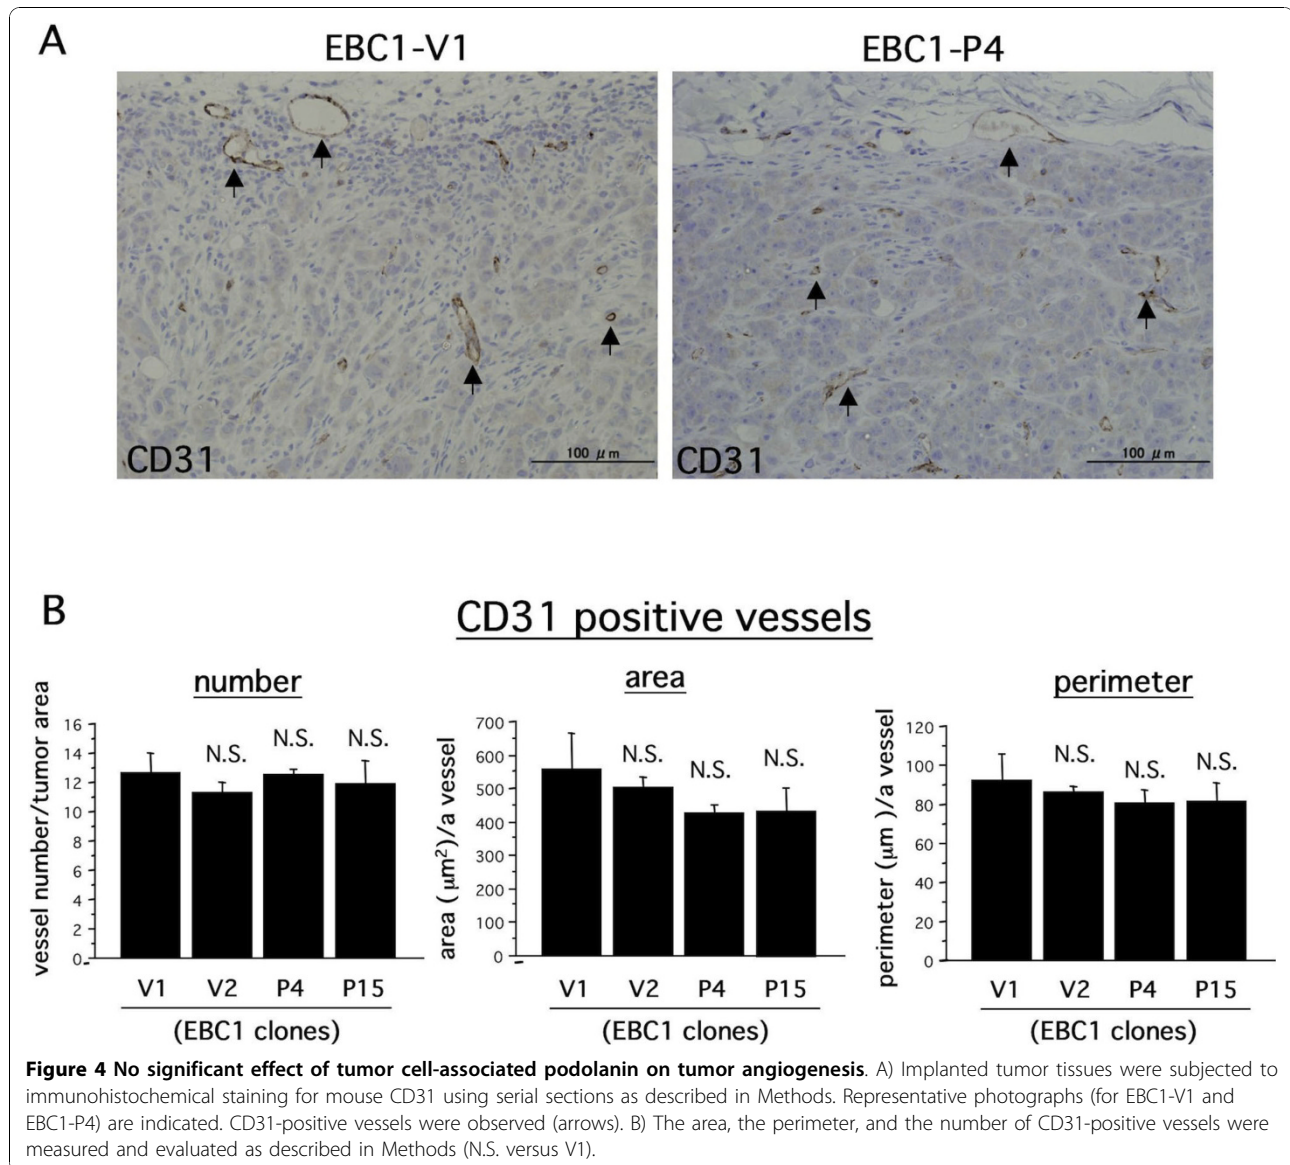 A
EBC1-V1
EBC1-P4
CD31
100 μm
CD31
100 μm
B
CD31 positive vessels
number
vessel number/tumor area
16
14
12
10
8
6
4
2
0
N.S.
N.S.
N.S.
V1 V2 P4 P15
(EBC1 clones)
area
area (μm²)/a vessel
700
600
500
400
300
200
100
0
N.S.
N.S.
N.S.
V1 V2 P4 P15
(EBC1 clones)
perimeter
perimeter (μm)/a vessel
120
100
80
60
40
20
0
N.S.
N.S.
N.S.
V1 V2 P4 P15
(EBC1 clones)
Figure 4 No significant effect of tumor cell-associated podolanin on tumor angiogenesis. A) Implanted tumor tissues were subjected to
immunohistochemical staining for mouse CD31 using serial sections as described in Methods. Representative photographs (for EBC1-V1 and
EBC1-P4) are indicated. CD31-positive vessels were observed (arrows). B) The area, the perimeter, and the number of CD31-positive vessels were
measured and evaluated as described in Methods (N.S. versus V1).